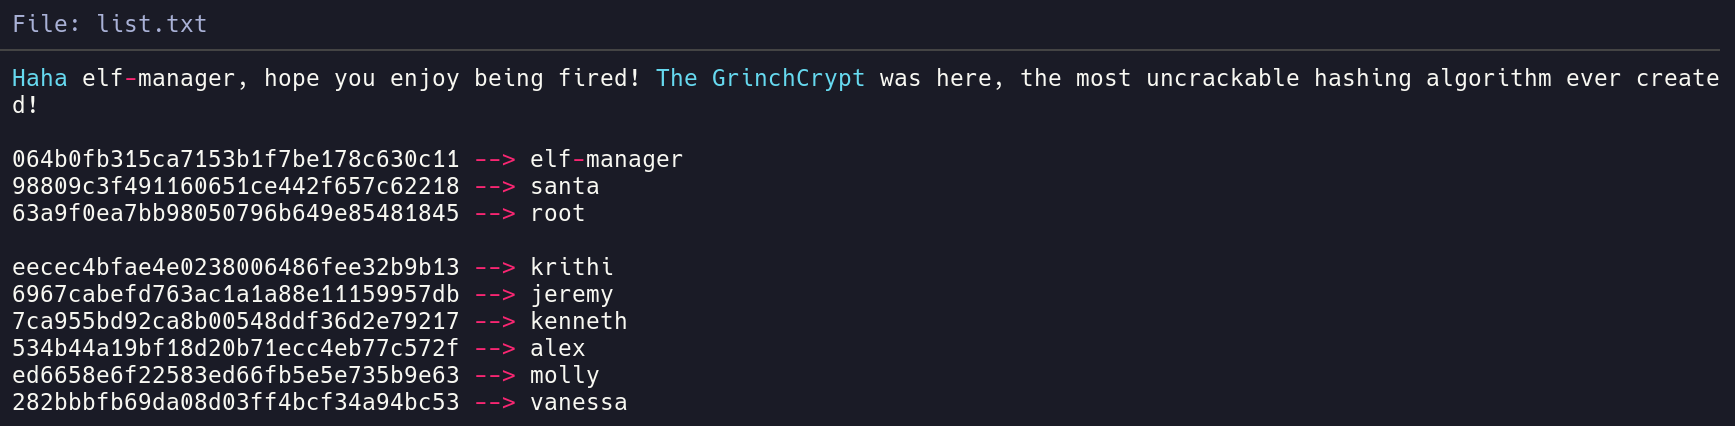 File: list.txt
Haha elf-manager, hope you enjoy being fired! The GrinchCrypt was here, the most uncrackable hashing algorithm ever create
d!
064b0fb315ca7153b1f7be178c630c11 --> elf-manager
98809c3f491160651ce442f657c62218 --> santa
63a9f0ea7bb98050796b649e85481845 --> root
eecec4bfae4e0238006486fee32b9b13 --> krithi
6967cabefd763ac1a1a88e11159957db --> jeremy
7ca955bd92ca8b00548ddf36d2e79217 --> kenneth
534b44a19bf18d20b71ecc4eb77c572f --> alex
ed6658e6f22583ed66fb5e5e735b9e63 --> molly
282bbbfb69da08d03ff4bcf34a94bc53 --> vanessa